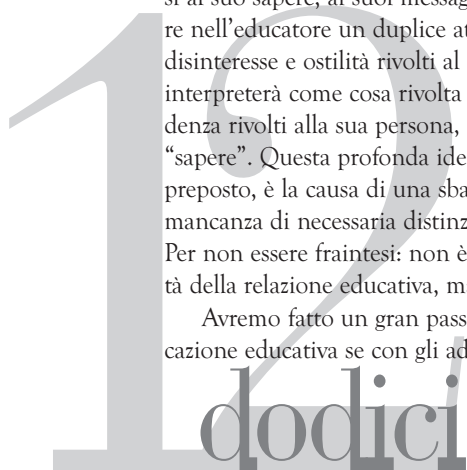 si al suo sapere, ai suoi messag
re nell'educatore un duplice at
disinteresse e ostilità rivolti al
interpreterà come cosa rivolta
denza rivolti alla sua persona,
“sapere”. Questa profonda ide
preposto, è la causa di una sba
mancanza di necessaria distinz
Per non essere fraintesi: non è
tà della relazione educativa, m
Avremo fatto un gran pass
cazione educativa se con gli ad
12
dodici